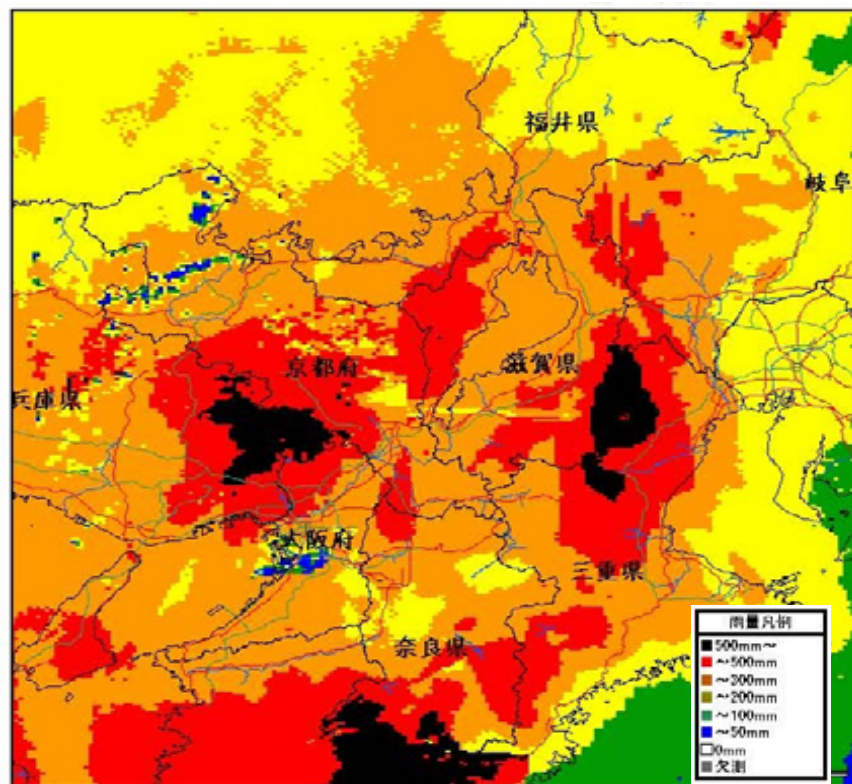 福井県
岐阜
京都府
滋賀県
兵庫県
大阪府
三重県
奈良県
雨量凡例
500mm～
～500mm
～300mm
～200mm
～100mm
～50mm
0mm
欠測